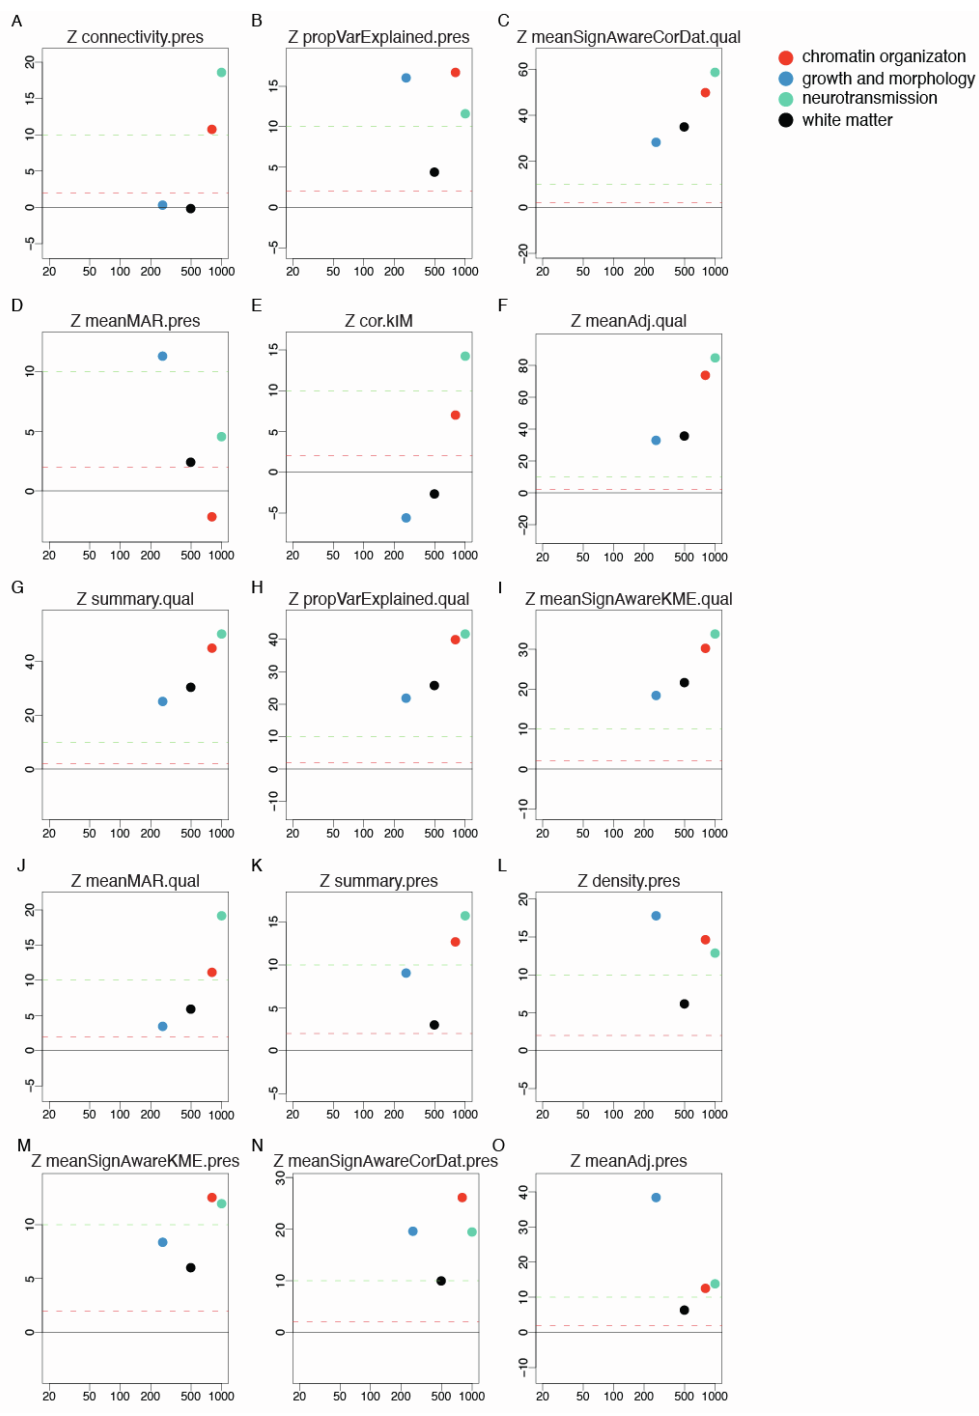 A
Z connectivity.pres
20
15
10
5
0
−5
20 50 100 200 500 1000
B
Z propVarExplained.pres
15
10
5
0
−5
20 50 100 200 500 1000
C
Z meanSignAwareCorDat.qual
60
40
20
0
−20
20 50 100 200 500 1000
chromatin organizaton
growth and morphology
neurotransmission
white matter
D
Z meanMAR.pres
10
5
0
20 50 100 200 500 1000
E
Z cor.kIM
15
10
5
0
−5
20 50 100 200 500 1000
F
Z meanAdj.qual
80
60
40
20
0
−20
20 50 100 200 500 1000
G
Z summary.qual
40
20
0
20 50 100 200 500 1000
H
Z propVarExplained.qual
40
30
20
10
0
−10
20 50 100 200 500 1000
I
Z meanSignAwareKME.qual
30
20
10
0
−10
20 50 100 200 500 1000
J
Z meanMAR.qual
20
15
10
5
0
−5
20 50 100 200 500 1000
K
Z summary.pres
15
10
5
0
−5
20 50 100 200 500 1000
L
Z density.pres
20
15
10
5
0
−5
20 50 100 200 500 1000
M
Z meanSignAwareKME.pres
10
5
0
20 50 100 200 500 1000
N
Z meanSignAwareCorDat.pres
30
20
10
0
20 50 100 200 500 1000
O
Z meanAdj.pres
40
30
20
10
0
−10
20 50 100 200 500 1000